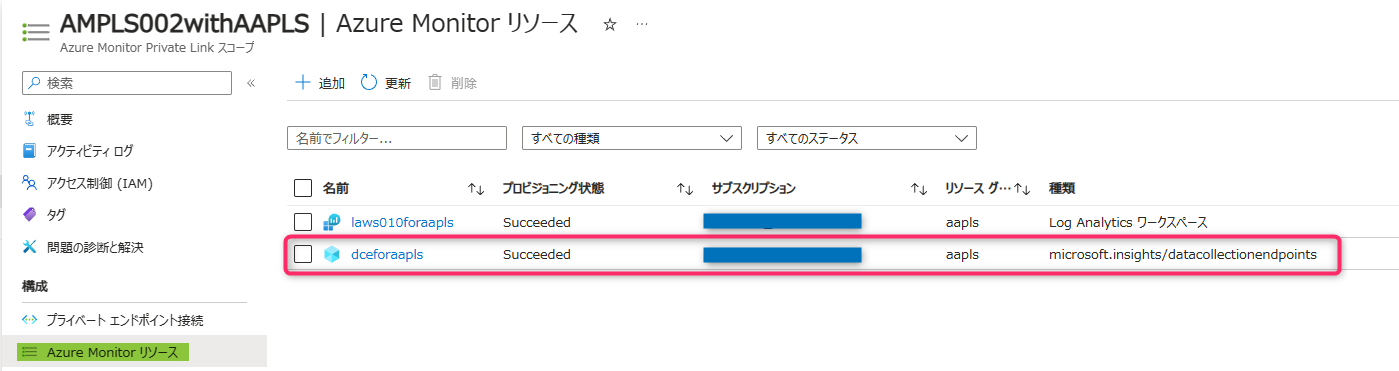 AMPLS002withAAPLS | Azure Monitor リソース
Azure Monitor Private Link スコープ
検索
概要
アクティビティ ログ
アクセス制御 (IAM)
タグ
問題の診断と解決
構成
プライベート エンドポイント接続
Azure Monitor リソース
追加 更新 削除
名前でフィルター... すべての種類 すべてのステータス
名前 プロビジョニング状態 サブスクリプション リソース グ… 種類
laws010foraapls Succeeded aapls Log Analytics ワークスペース
dceforaapls Succeeded aapls microsoft.insights/datacollectionendpoints